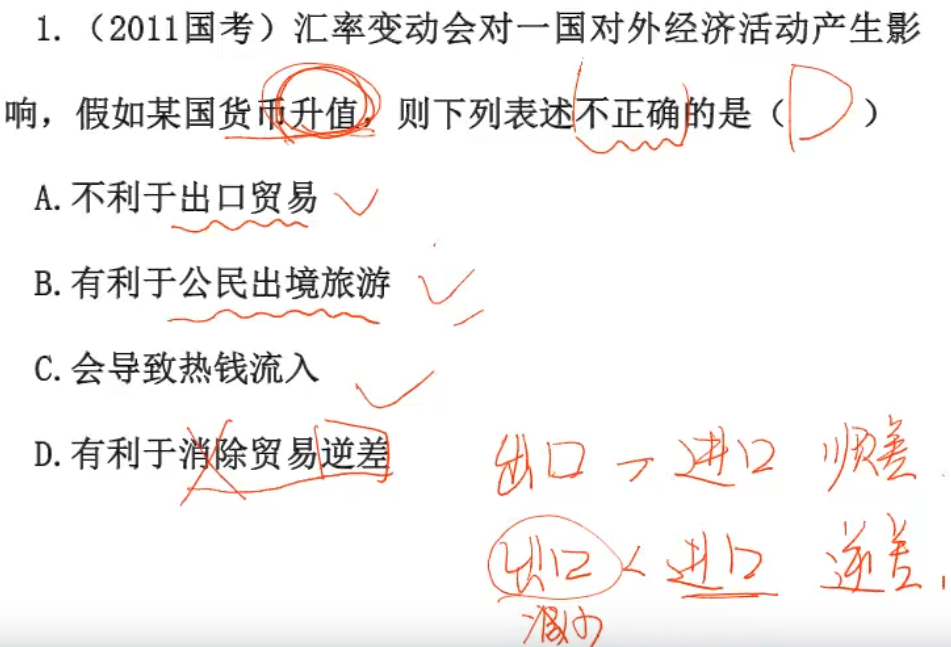 1.（2011国考）汇率变动会对一国对外经济活动产生影
响，假如某国货币升值，则下列表述不正确的是（D）
A.不利于出口贸易
B.有利于公民出境旅游
C.会导致热钱流入
D.有利于消除贸易逆差
出口 > 进口 顺差
出口 < 进口 逆差
减少